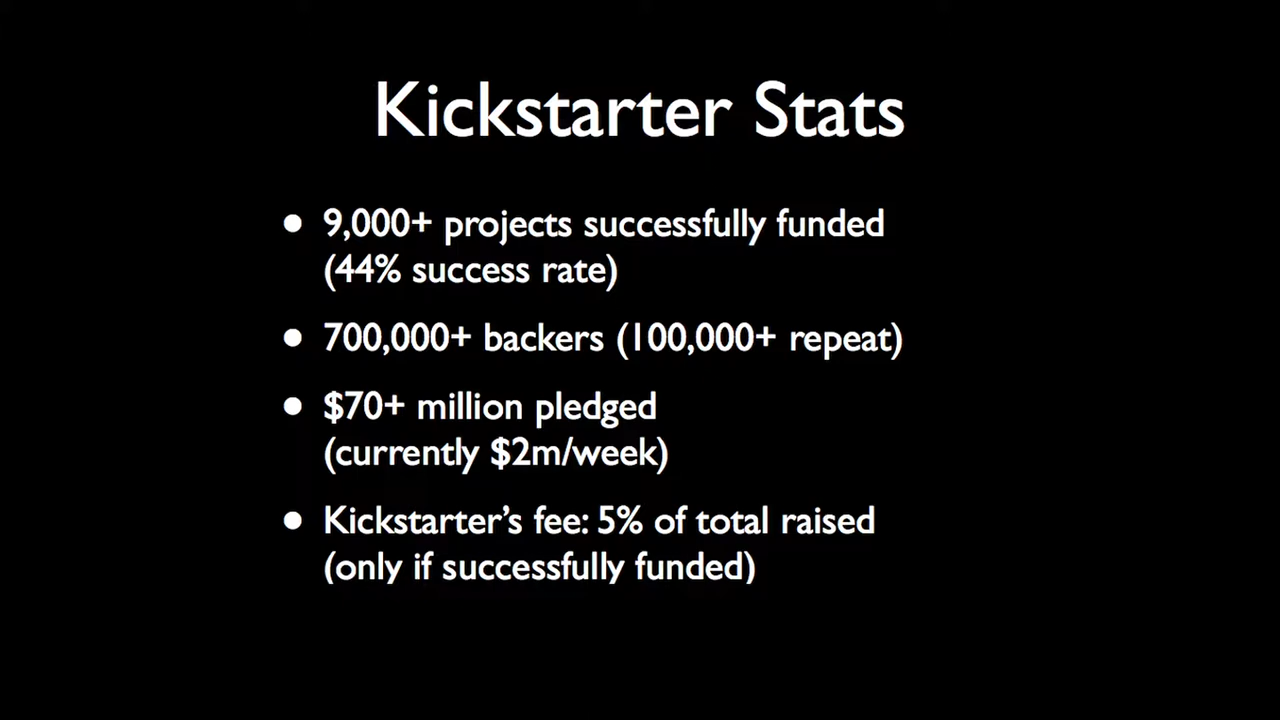 Kickstarter Stats
• 9,000+ projects successfully funded
(44% success rate)
• 700,000+ backers (100,000+ repeat)
• $70+ million pledged
(currently $2m/week)
• Kickstarter’s fee: 5% of total raised
(only if successfully funded)